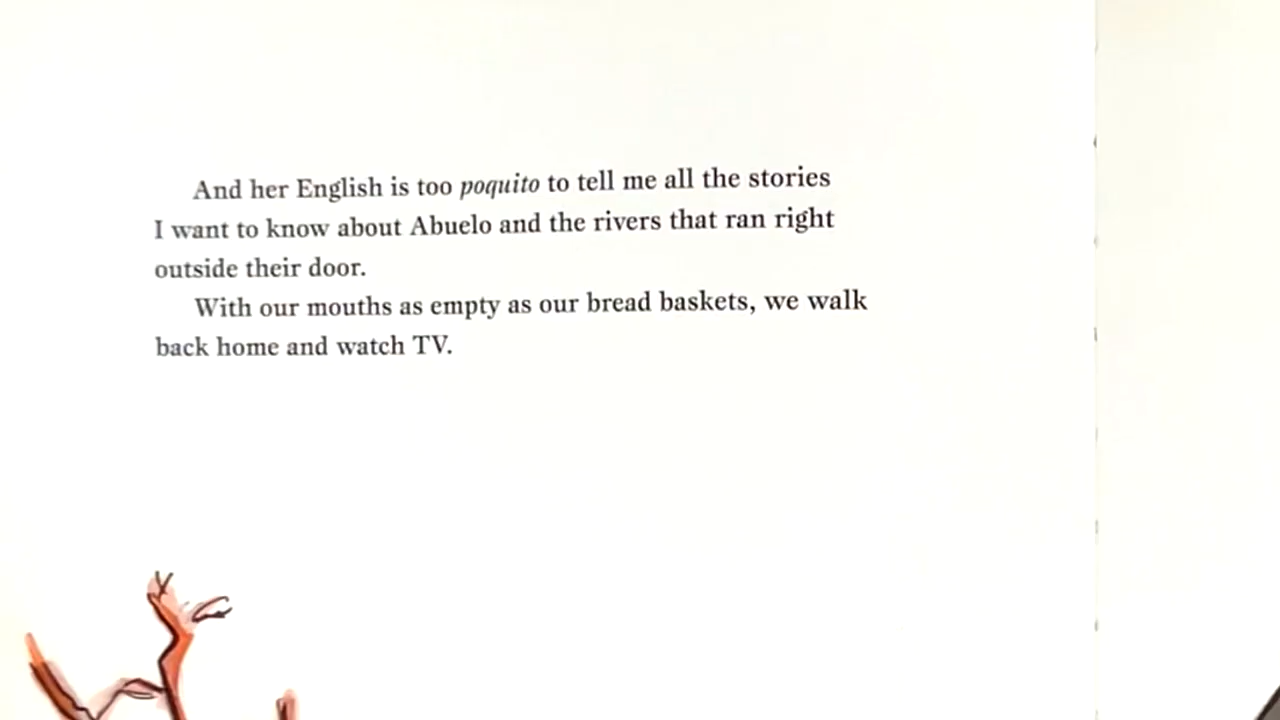 And her English is too poquito to tell me all the stories
I want to know about Abuelo and the rivers that ran right
outside their door.
With our mouths as empty as our bread baskets, we walk
back home and watch TV.